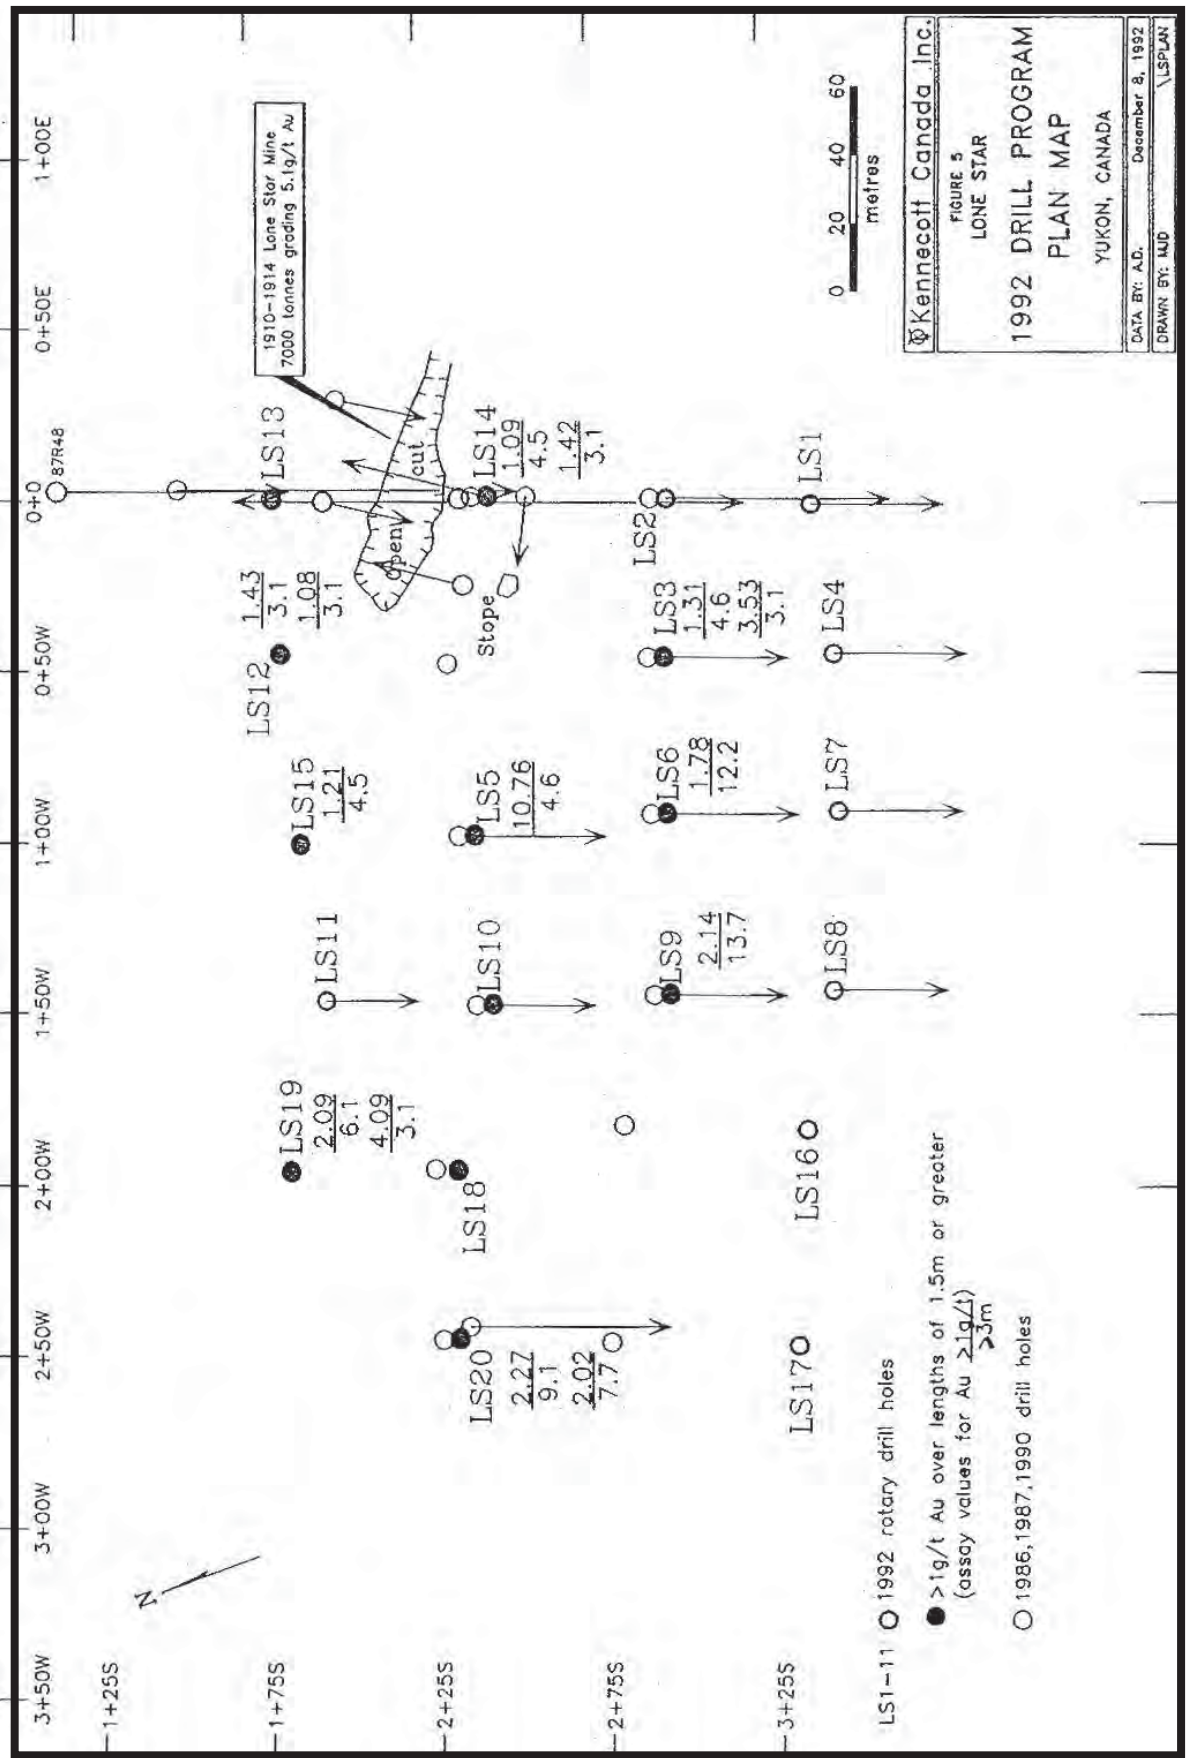 3+50W
3+00W
2+50W
2+00W
1+50W
1+00W
0+50W
0+0
0+50E
1+00E
87R48
1+25S
1+75S
2+25S
2+75S
3+25S
N
1910-1914 Lone Star Mine
7000 tonnes grading 5.1g/t Au
LS19
2.09
6.1
4.09
3.1
LS11
LS15
1.21
4.5
LS12
1.43
3.1
1.08
3.1
LS13
open
cut
Stope
LS20
2.27
9.1
2.02
7.7
LS18
LS10
LS5
10.76
4.6
LS14
1.09
4.5
1.42
3.1
LS9
2.14
13.7
LS6
1.78
12.2
LS3
1.31
4.6
3.53
3.1
LS2
LS17
LS16
LS8
LS7
LS4
LS1
LS1-11
1992 rotary drill holes
>1g/t Au over lengths of 1.5m or greater
(assay values for Au ≥1g/t)
>3m
1986,1987,1990 drill holes
0 20 40 60
metres
Kennecott Canada Inc.
FIGURE 5
LONE STAR
1992 DRILL PROGRAM
PLAN MAP
YUKON, CANADA
DATA BY: A.D. December 8, 1992
DRAWN BY: MJD \LSPLAN